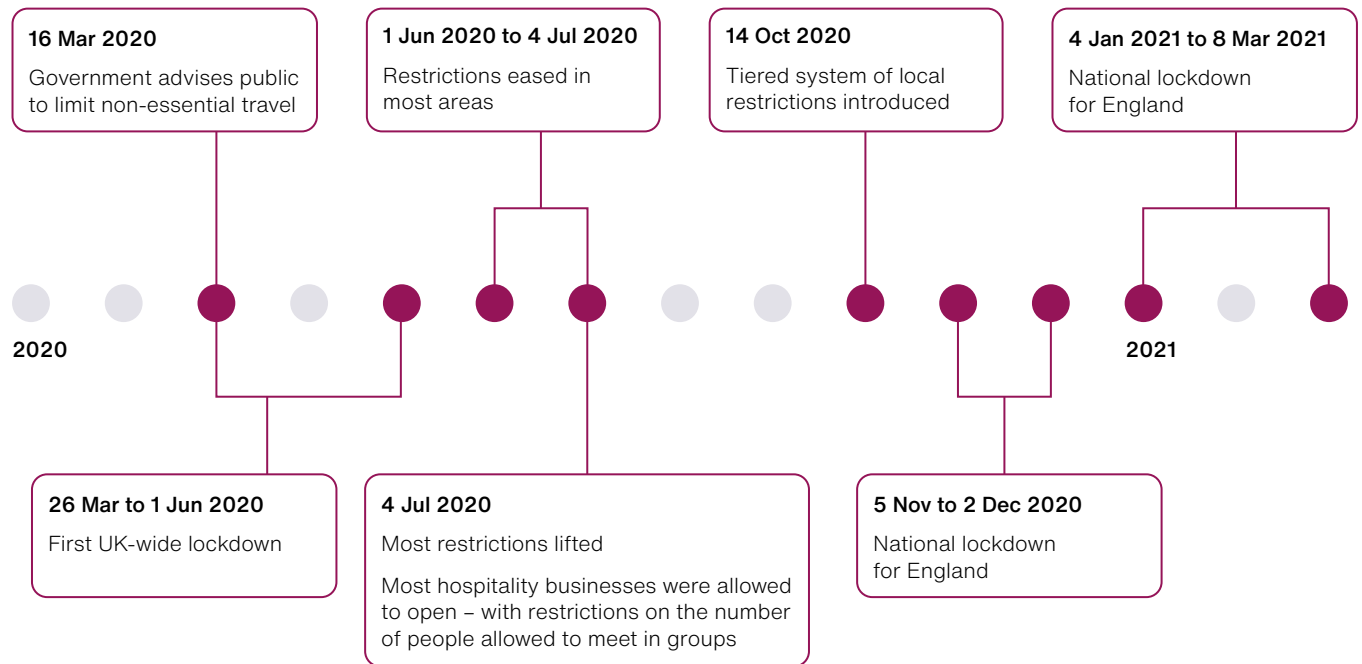 16 Mar 2020
Government advises public
to limit non-essential travel
1 Jun 2020 to 4 Jul 2020
Restrictions eased in
most areas
14 Oct 2020
Tiered system of local
restrictions introduced
4 Jan 2021 to 8 Mar 2021
National lockdown
for England
2020
2021
26 Mar to 1 Jun 2020
First UK-wide lockdown
4 Jul 2020
Most restrictions lifted
Most hospitality businesses were allowed
to open – with restrictions on the number
of people allowed to meet in groups
5 Nov to 2 Dec 2020
National lockdown
for England